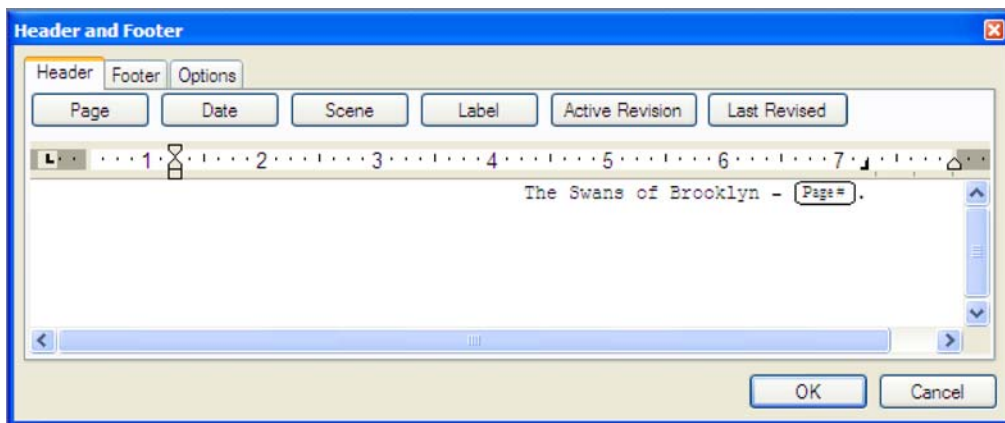 Header and Footer
Header Footer Options
Page Date Scene Label Active Revision Last Revised
L 1 2 3 4 5 6 7
The Swans of Brooklyn - Page #.
OK Cancel